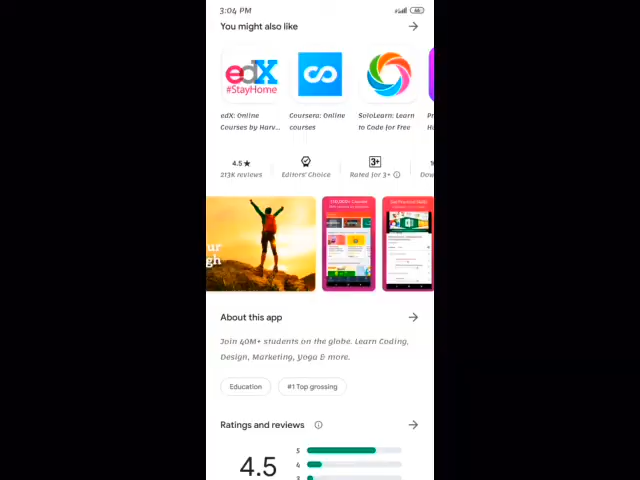 3:04 PM
You might also like
edX
#StayHome
edX: Online
Courses by Harv...
Coursera: Online
courses
SoloLearn: Learn
to Code for Free
4.5★
213K reviews
Editors' Choice
3+
Rated for 3+
About this app
Join 40M+ students on the globe. Learn Coding,
Design, Marketing, Yoga & more.
Education
#1 Top grossing
Ratings and reviews
4.5
5
4
3